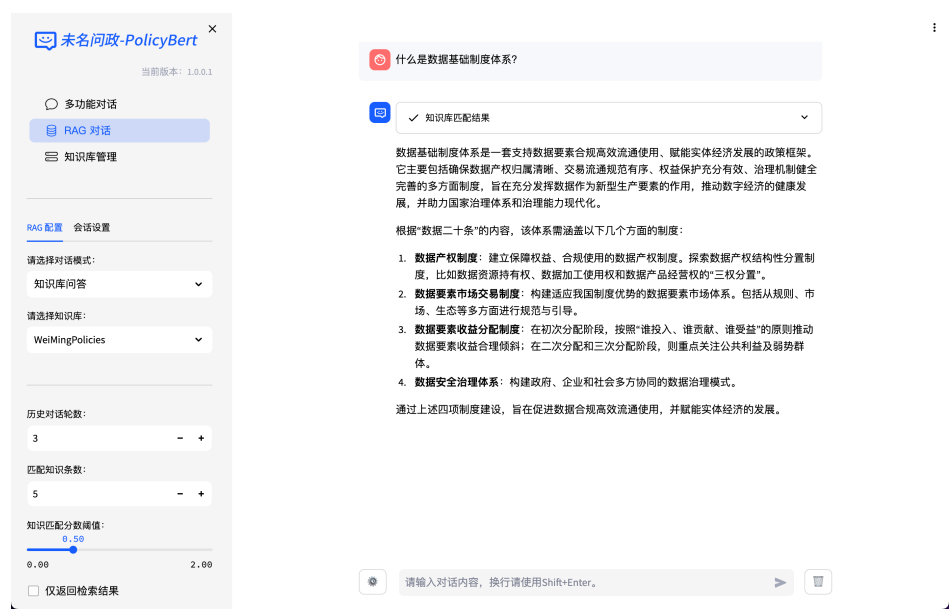 未名问政-PolicyBert
当前版本：1.0.0.1
多功能对话
RAG 对话
知识库管理
RAG 配置
会话设置
请选择对话模式：
知识库问答
请选择知识库：
WeiMingPolicies
历史对话轮数：
3
匹配知识条数：
5
知识匹配分数阈值：
0.50
0.00
2.00
仅返回检索结果
什么是数据基础制度体系？
知识库匹配结果
数据基础制度体系是一套支持数据要素合规高效流通使用、赋能实体经济发展的政策框架。
它主要包括确保数据产权归属清晰、交易流通规范有序、权益保护充分有效、治理机制健全
完善的多方面制度，旨在充分发挥数据作为新型生产要素的作用，推动数字经济的健康发
展，并助力国家治理体系和治理能力现代化。
根据“数据二十条”的内容，该体系需涵盖以下几个方面的制度：
1. 数据产权制度：建立保障权益、合规使用的数据产权制度。探索数据产权结构性分置制
度，比如数据资源持有权、数据加工使用权和数据产品经营权的“三权分置”。
2. 数据要素市场交易制度：构建适应我国制度优势的数据要素市场体系。包括从规则、市
场、生态等多方面进行规范与引导。
3. 数据要素收益分配制度：在初次分配阶段，按照“谁投入、谁贡献、谁受益”的原则推动
数据要素收益合理倾斜；在二次分配和三次分配阶段，则重点关注公共利益及弱势群
体。
4. 数据安全治理体系：构建政府、企业和社会多方协同的数据治理模式。
通过上述四项制度建设，旨在促进数据合规高效流通使用，并赋能实体经济的发展。
请输入对话内容，换行请使用Shift+Enter。